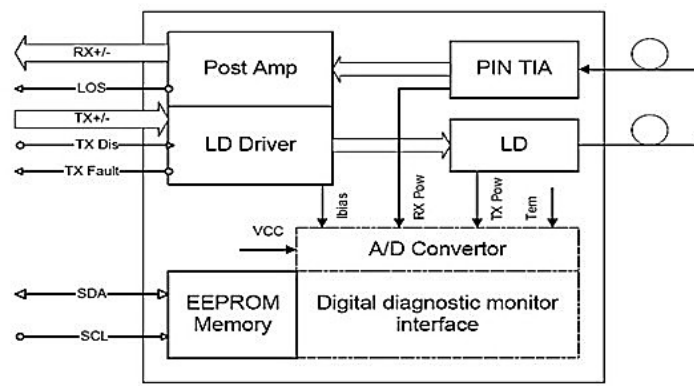 RX+/-
LOS
TX+/-
TX Dis
TX Fault
Post Amp
LD Driver
PIN TIA
LD
Ibias
RX Pow
TX Pow
Tem
VCC
A/D Convertor
SDA
SCL
EEPROM
Memory
Digital diagnostic monitor
interface